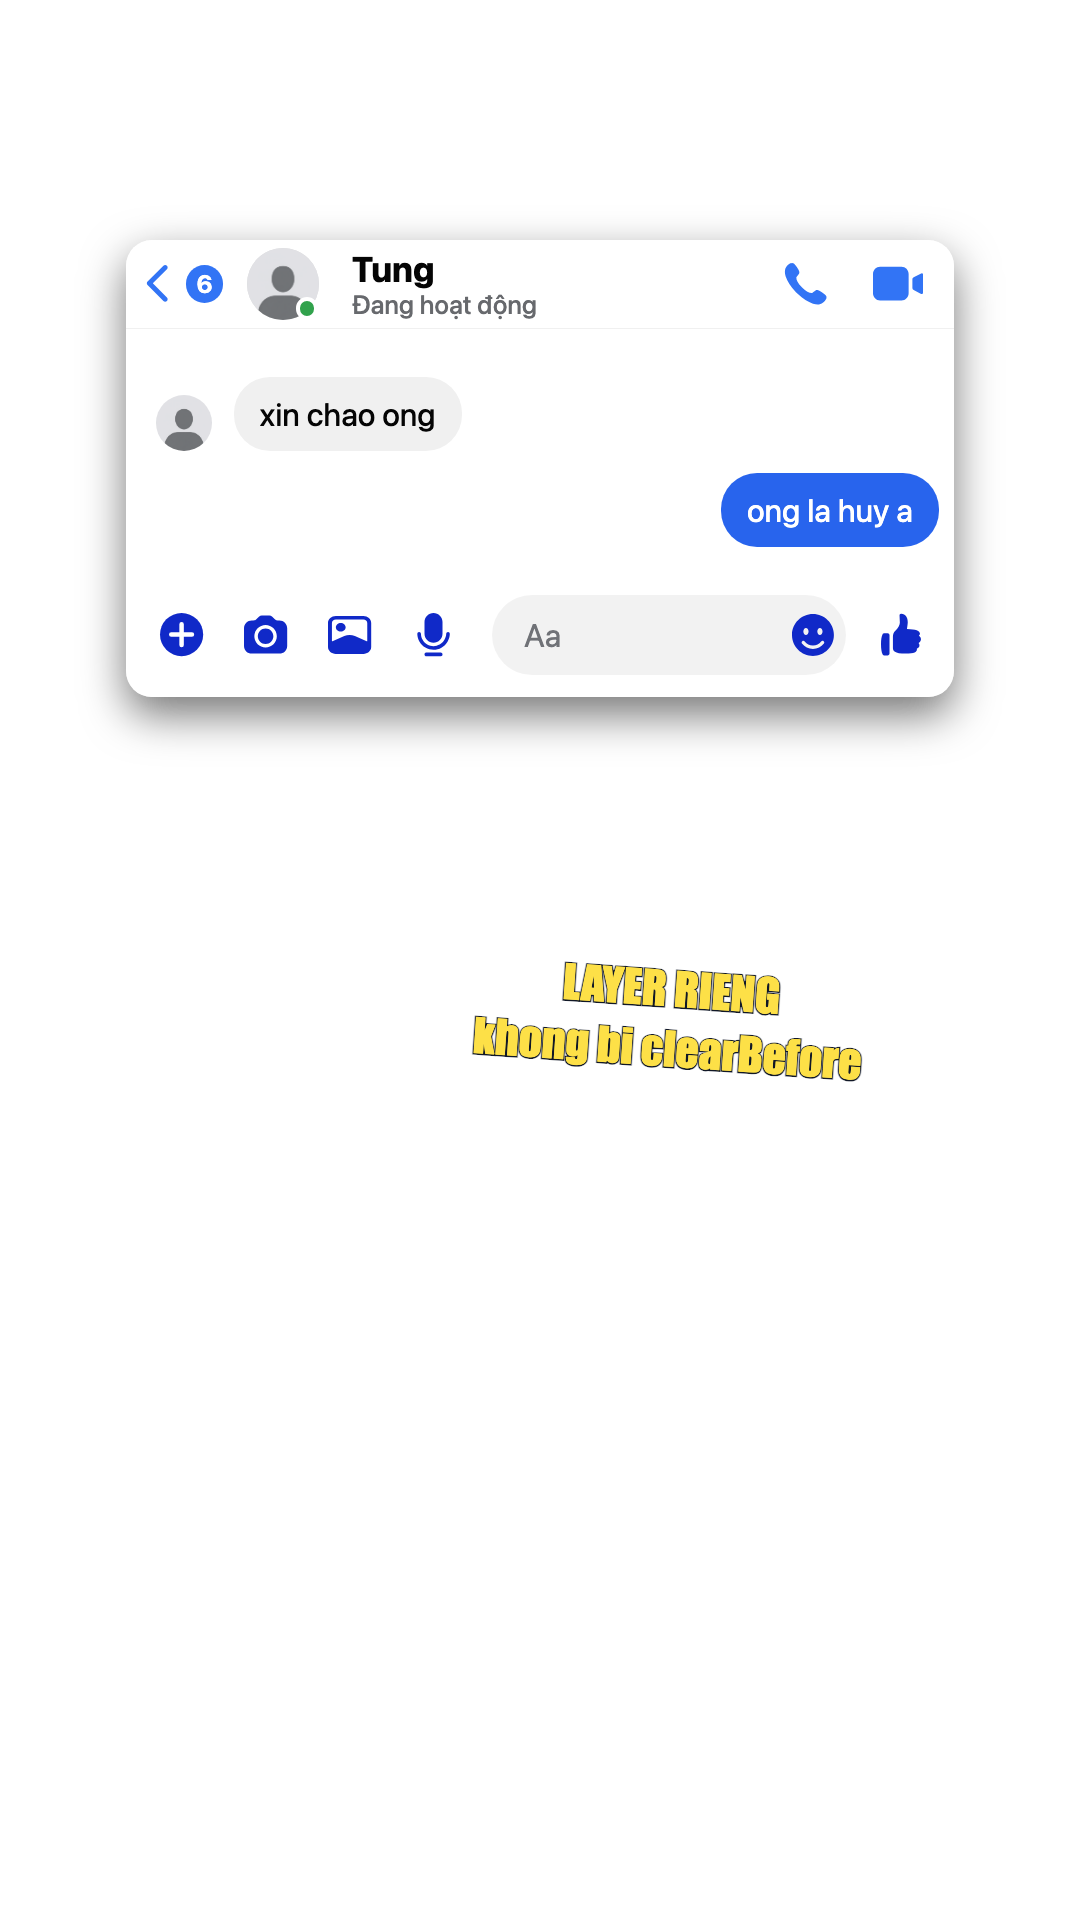 6
Tung
Đang hoạt động
xin chao ong
ong la huy a
Aa
LAYER RIENG
khong bi clearBefore